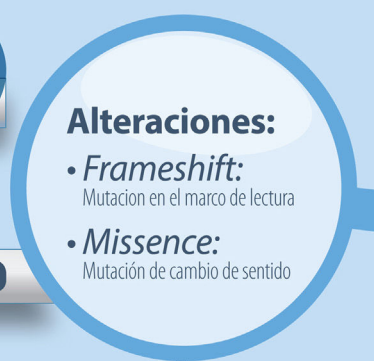 Alteraciones:
• Frameshift:
Mutacion en el marco de lectura
• Missence:
Mutación de cambio de sentido